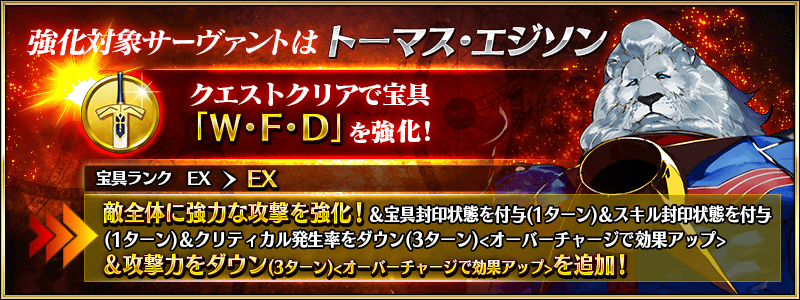 強化対象サーヴァントは トーマス・エジソン
クエストクリアで宝具
「W・F・D」を強化!
宝具ランク EX > EX
敵全体に強力な攻撃を強化!&宝具封印状態を付与(1ターン)&スキル封印状態を付与
(1ターン)&クリティカル発生率をダウン(3ターン)<オーバーチャージで効果アップ>
&攻撃力をダウン(3ターン)<オーバーチャージで効果アップ>を追加!